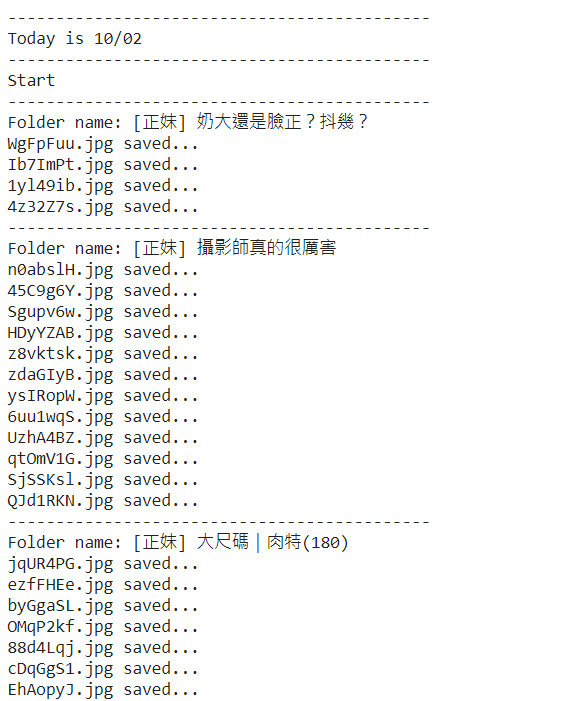 --------------------------------------------
Today is 10/02
--------------------------------------------
Start
--------------------------------------------
Folder name: [正妹] 奶大還是臉正？抖幾？
WgFpFuu.jpg saved...
Ib7ImPt.jpg saved...
1yl49ib.jpg saved...
4z32Z7s.jpg saved...
--------------------------------------------
Folder name: [正妹] 攝影師真的很厲害
n0abslH.jpg saved...
45C9g6Y.jpg saved...
Sgupv6w.jpg saved...
HDyYZAB.jpg saved...
z8vktsk.jpg saved...
zdaGIyB.jpg saved...
ysIRopW.jpg saved...
6uu1wqS.jpg saved...
UzhA4BZ.jpg saved...
qtOmV1G.jpg saved...
SjSSKsl.jpg saved...
QJd1RKN.jpg saved...
--------------------------------------------
Folder name: [正妹] 大尺碼｜肉特(180)
jqUR4PG.jpg saved...
ezfFHEe.jpg saved...
byGgaSL.jpg saved...
OMqP2kf.jpg saved...
88d4Lqj.jpg saved...
cDqGgS1.jpg saved...
EhAopyJ.jpg saved...